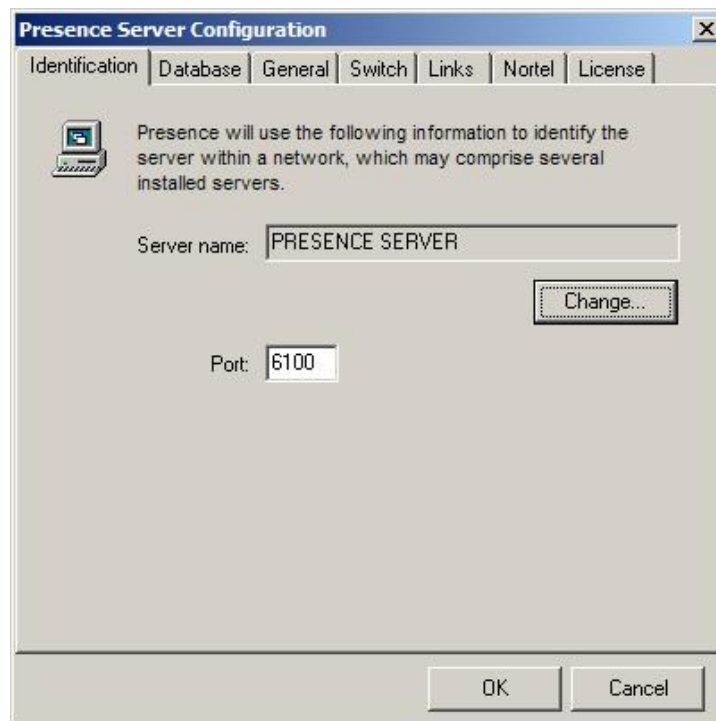 Presence Server Configuration
Identification Database General Switch Links Nortel License
Presence will use the following information to identify the
server within a network, which may comprise several
installed servers.
Server name: PRESENCE SERVER
Change...
Port: 6100
OK Cancel